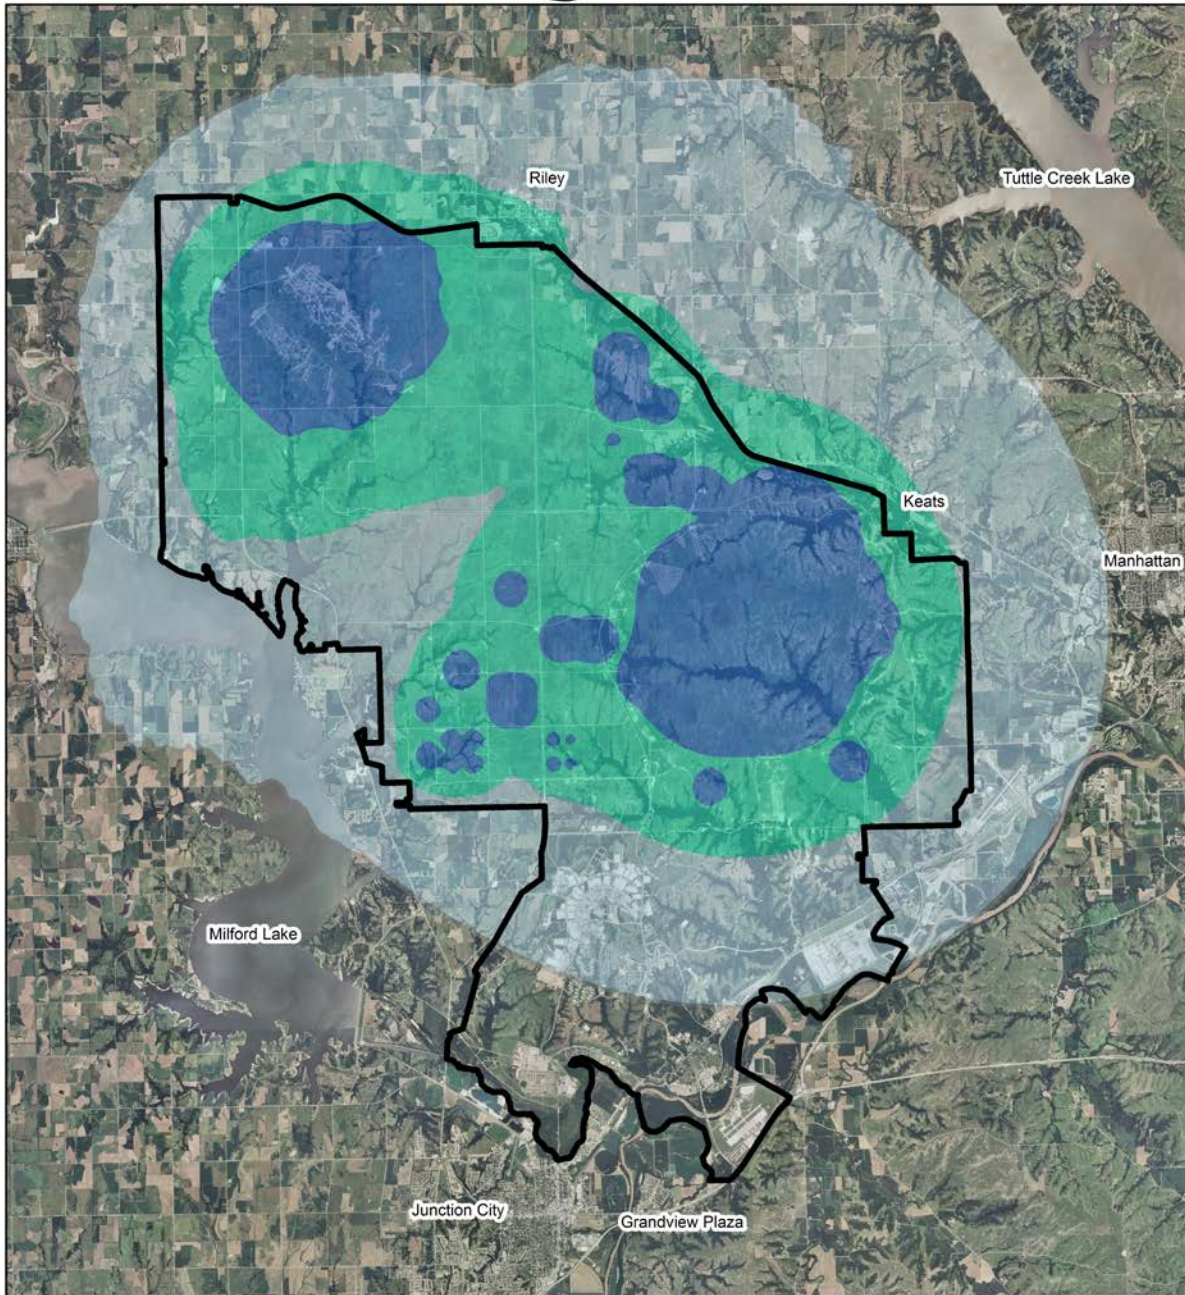 Riley
Tuttle Creek Lake
Keats
Manhattan
Milford Lake
Junction City
Grandview Plaza